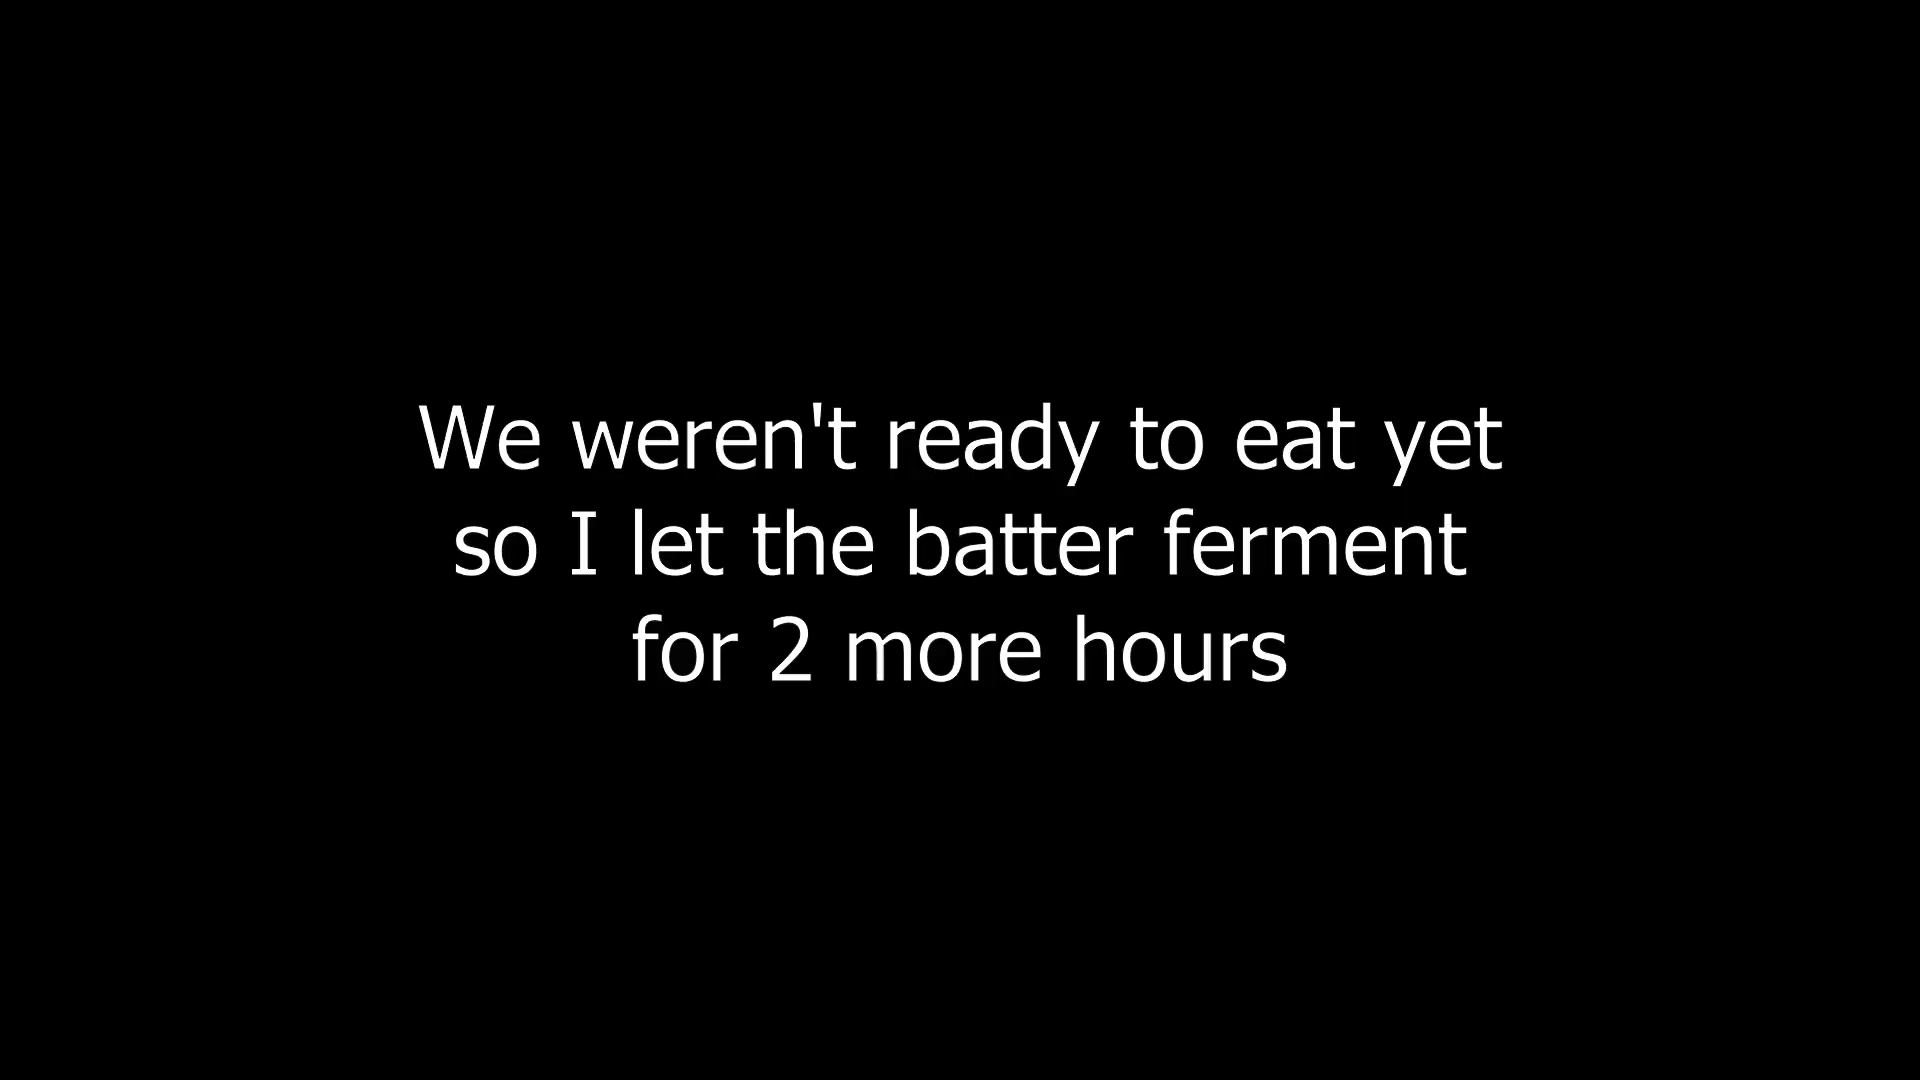 We weren't ready to eat yet
so I let the batter ferment
for 2 more hours